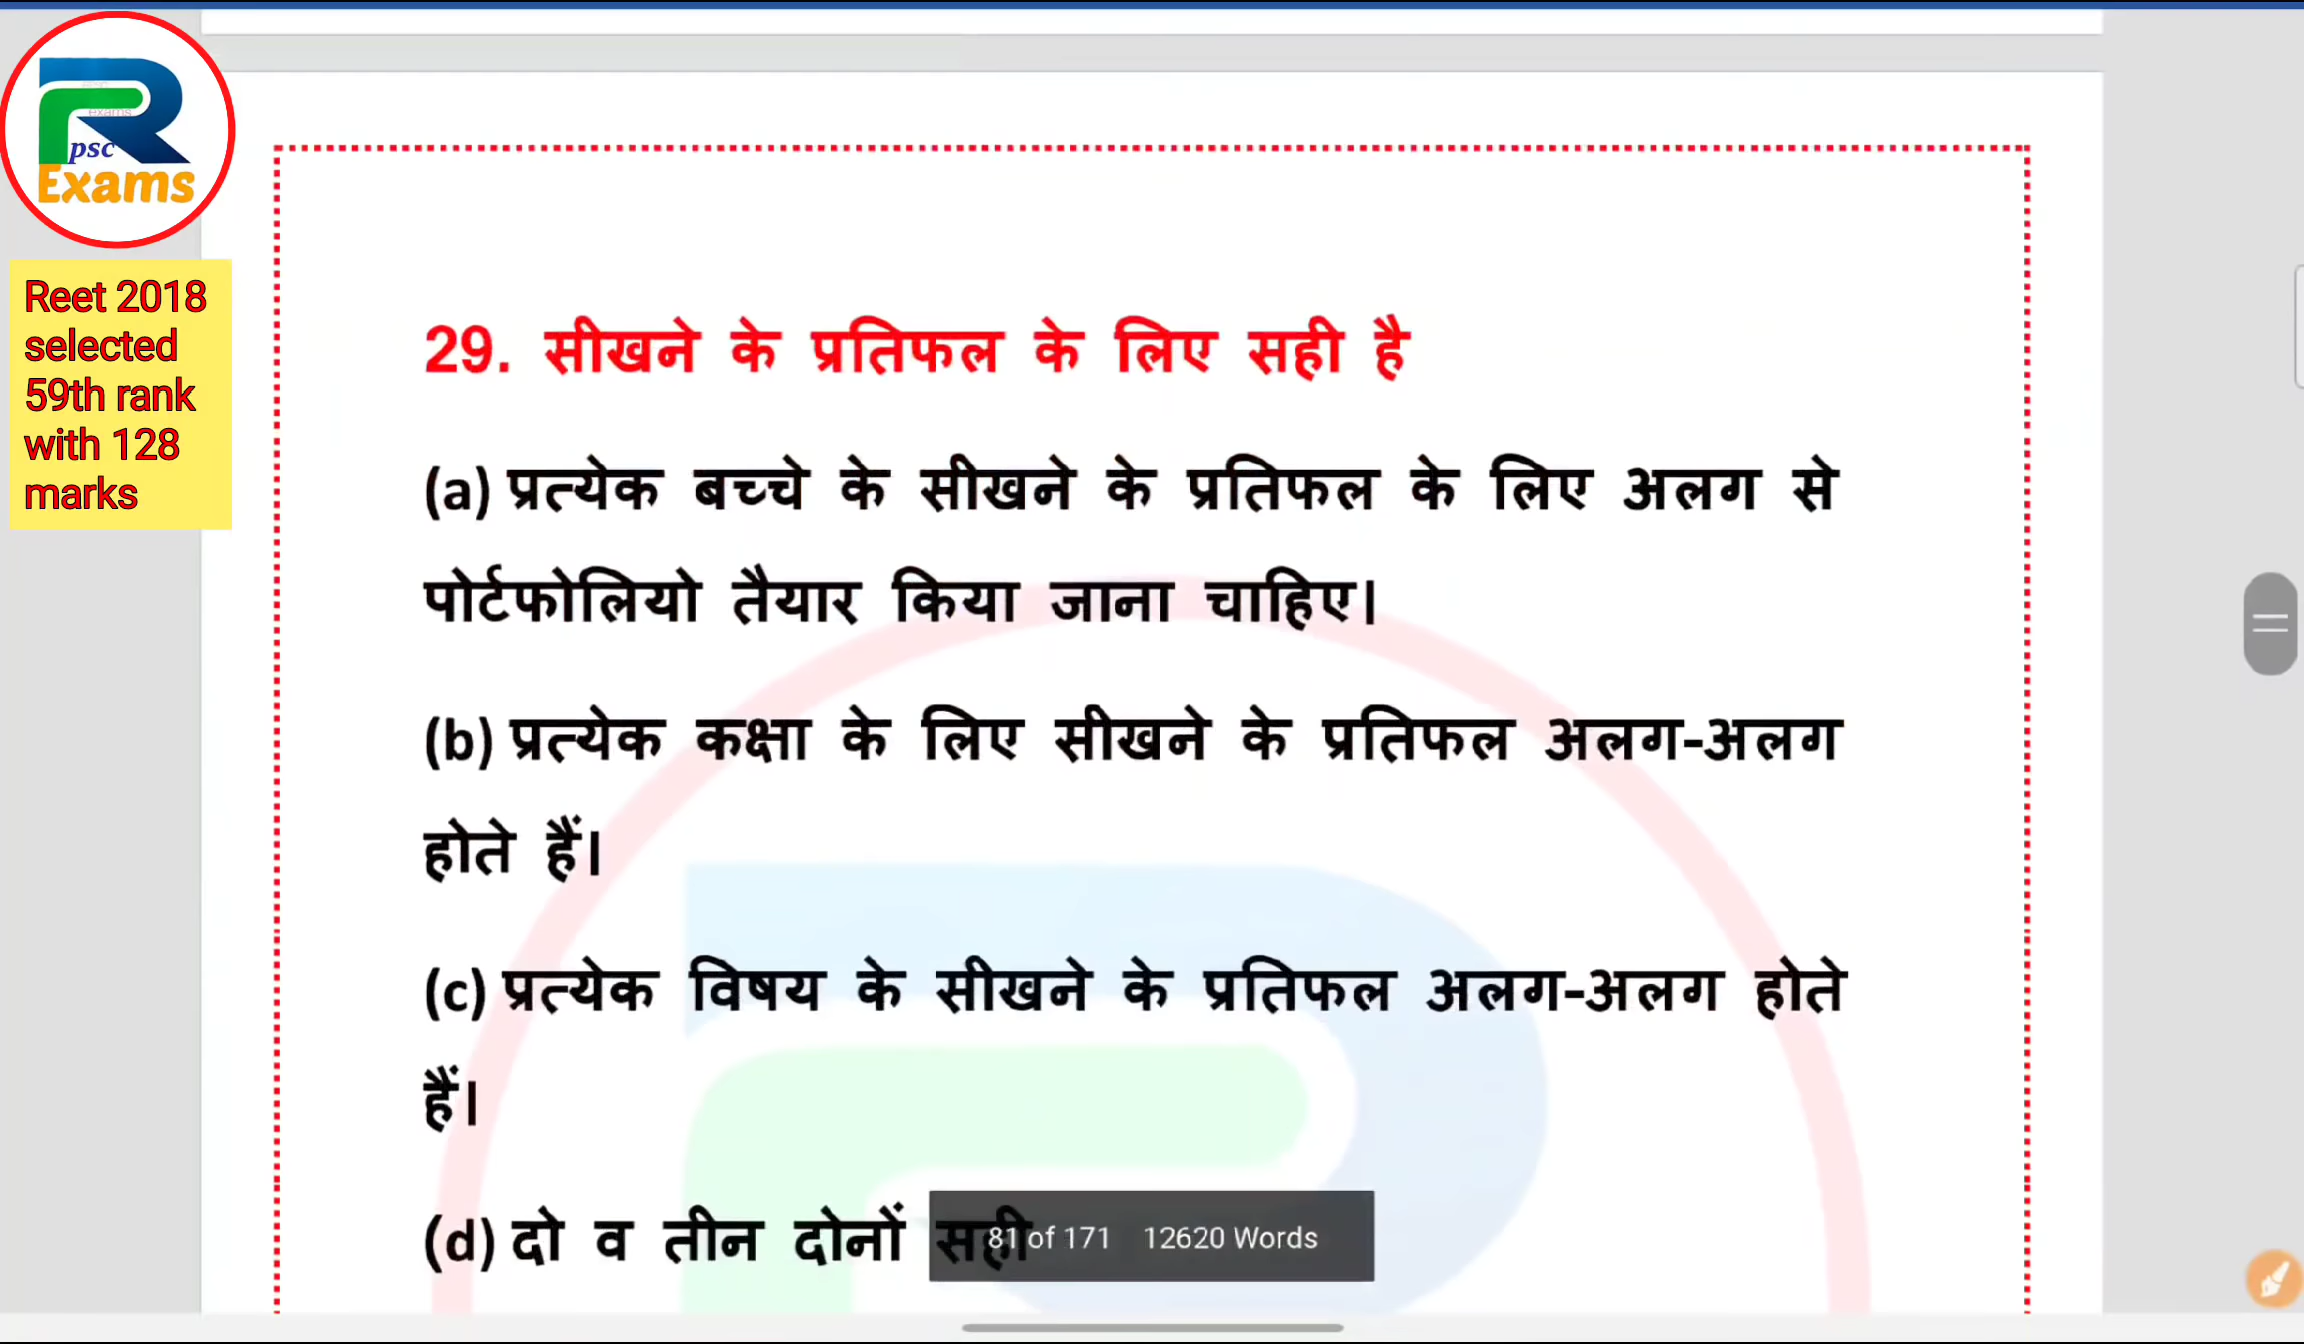 psc
Exams
Reet 2018
selected
59th rank
with 128
marks
29. सीखने के प्रतिफल के लिए सही है
(a) प्रत्येक बच्चे के सीखने के प्रतिफल के लिए अलग से
पोर्टफोलियो तैयार किया जाना चाहिए।
(b) प्रत्येक कक्षा के लिए सीखने के प्रतिफल अलग-अलग
होते हैं।
(c) प्रत्येक विषय के सीखने के प्रतिफल अलग-अलग होते
हैं।
(d) दो व तीन दोनों सही
81 of 171 12620 Words